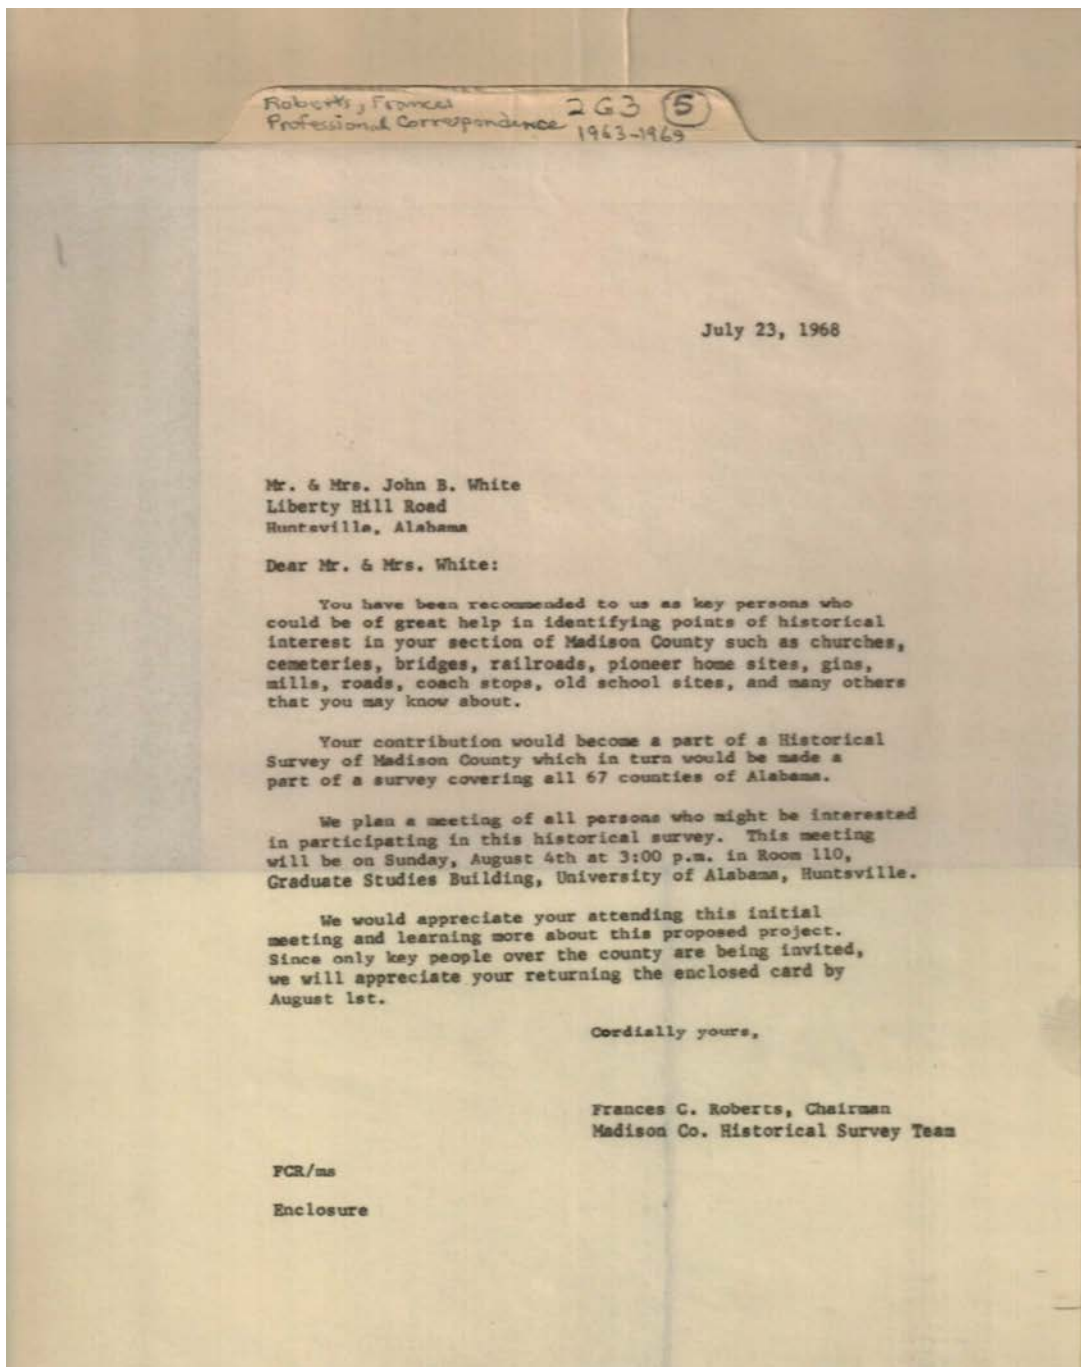 Roberts, Frances 2G3 5
Professional Correspondence 1963-1969
July 23, 1968
Mr. & Mrs. John B. White
Liberty Hill Road
Huntsville, Alabama
Dear Mr. & Mrs. White:
You have been recommended to us as key persons who
could be of great help in identifying points of historical
interest in your section of Madison County such as churches,
cemeteries, bridges, railroads, pioneer home sites, gins,
mills, roads, coach stops, old school sites, and many others
that you may know about.
Your contribution would become a part of a Historical
Survey of Madison County which in turn would be made a
part of a survey covering all 67 counties of Alabama.
We plan a meeting of all persons who might be interested
in participating in this historical survey. This meeting
will be on Sunday, August 4th at 3:00 p.m. in Room 110,
Graduate Studies Building, University of Alabama, Huntsville.
We would appreciate your attending this initial
meeting and learning more about this proposed project.
Since only key people over the county are being invited,
we will appreciate your returning the enclosed card by
August 1st.
Cordially yours,
Frances C. Roberts, Chairman
Madison Co. Historical Survey Team
FCR/ms
Enclosure